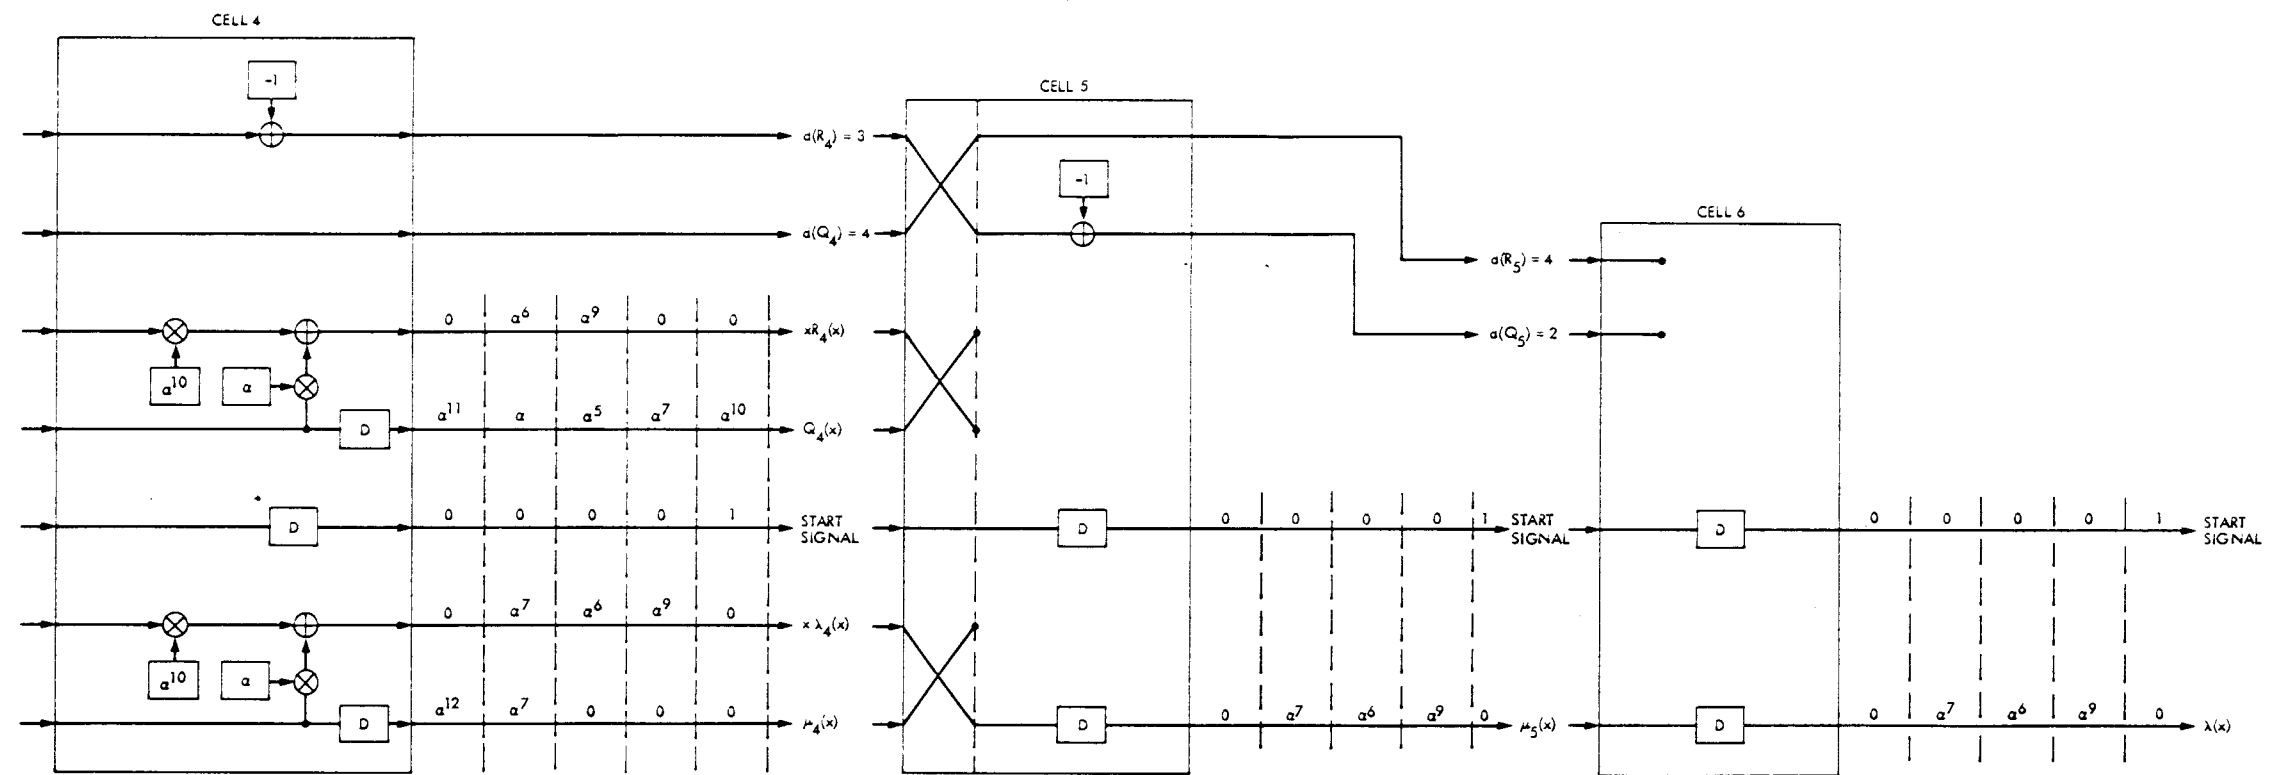 CELL 4
CELL 5
CELL 6
-1
d(R₄) = 3
-1
d(Q₄) = 4
d(R₅) = 4
d(Q₅) = 2
0 α⁶ α⁹ 0 0 xR₄(x)
α¹⁰ α
α¹¹ α α⁵ α⁷ α¹⁰ Q₄(x)
D
D 0 0 0 0 1 START SIGNAL
D 0 0 0 0 1 START SIGNAL
D 0 0 0 0 1 START SIGNAL
0 α⁷ α⁶ α⁹ 0 x λ₄(x)
α¹⁰ α
D α¹² α⁷ 0 0 0 μ₄(x)
D 0 α⁷ α⁶ α⁹ 0 μ₅(x)
D 0 α⁷ α⁶ α⁹ 0 λ(x)